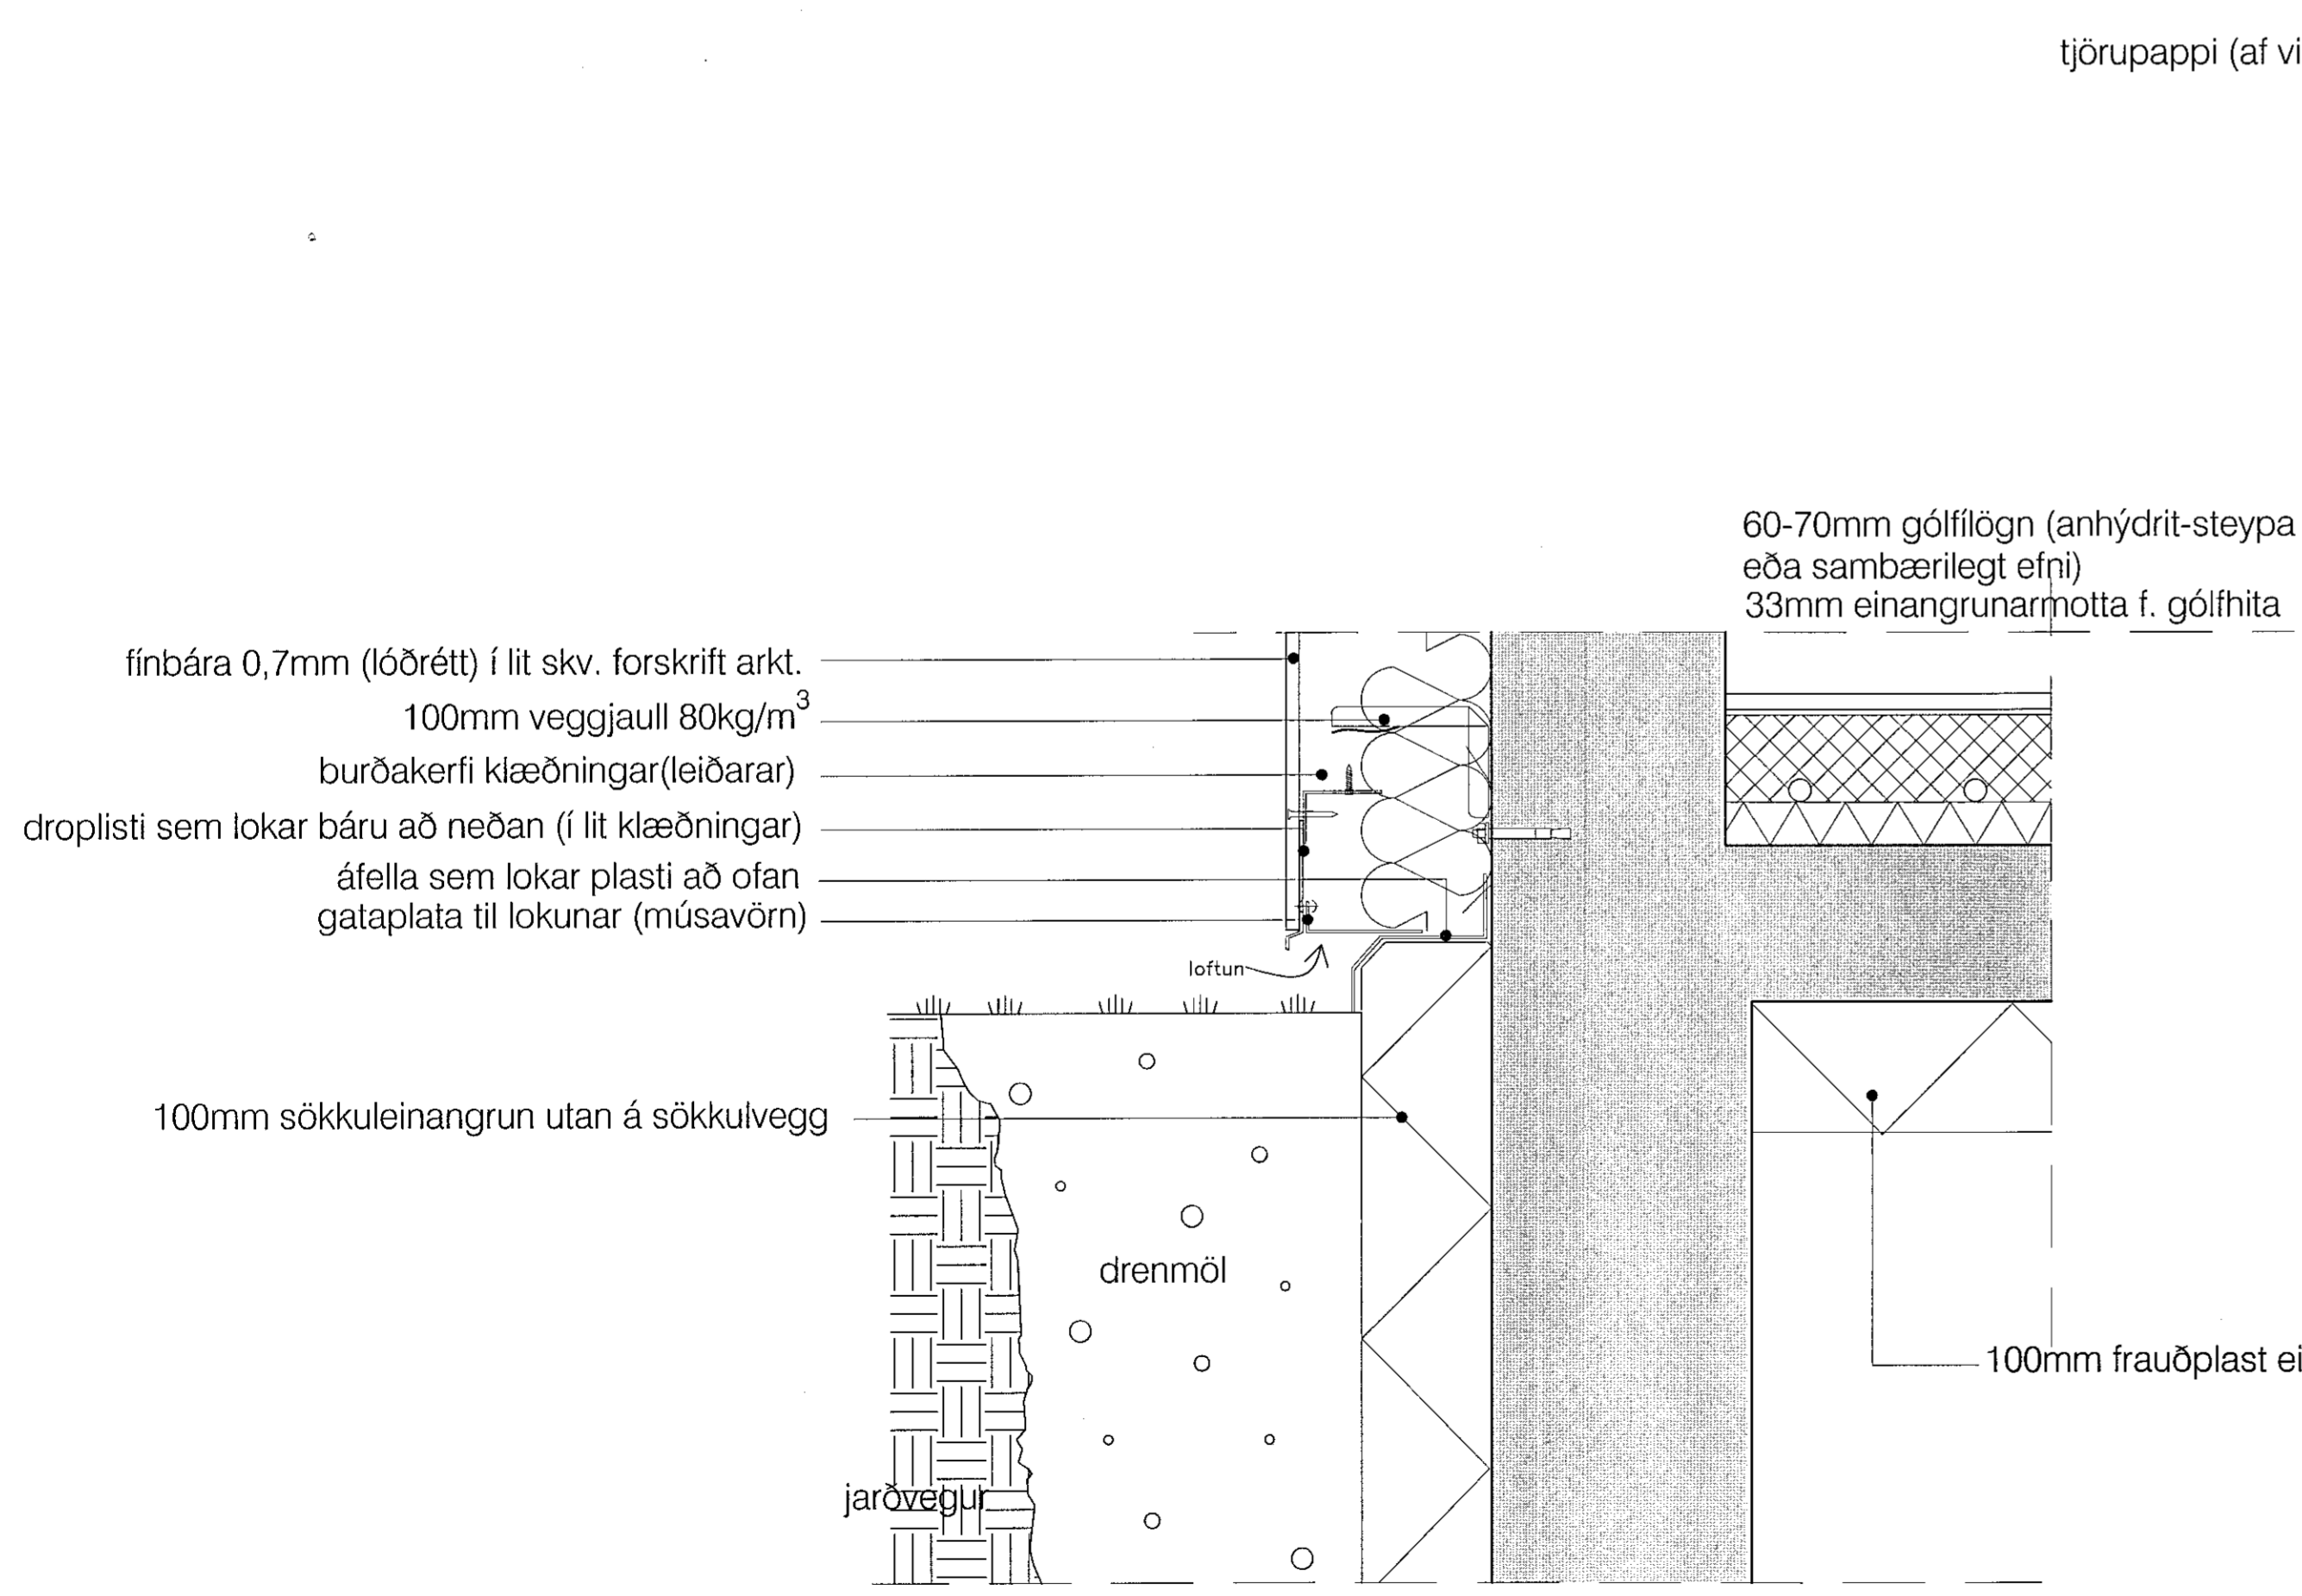 tjörupappi (af vi
60-70mm gólfílögn (anhýdrit-steypa
eða sambærilegt efni)
33mm einangrunarmotta f. gólfhita
fínbára 0,7mm (lóðrétt) í lit skv. forskrift arkt.
100mm veggjaull 80kg/m³
burðakerfi klæðningar(leiðarar)
droplisti sem lokar báru að neðan (í lit klæðningar)
áfella sem lokar plasti að ofan
gataplata til lokunar (músavörn)
loftun
100mm sökkuleinangrun utan á sökkulvegg
drenmöl
100mm frauðplast ei
jarðvegur